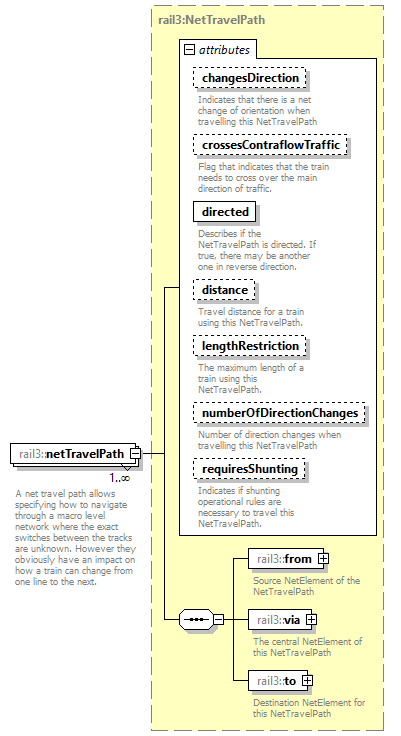 rail3:NetTravelPath
attributes
changesDirection
Indicates that there is a net
change of orientation when
travelling this NetTravelPath
crossesContraflowTraffic
Flag that indicates that the train
needs to cross over the main
direction of traffic.
directed
Describes if the
NetTravelPath is directed. If
true, there may be another
one in reverse direction.
distance
Travel distance for a train
using this NetTravelPath.
lengthRestriction
The maximum length of a
train using this
NetTravelPath.
numberOfDirectionChanges
Number of direction changes when
travelling this NetTravelPath
requiresShunting
Indicates if shunting
operational rules are
necessary to travel this
NetTravelPath.
rail3::netTravelPath
1..∞
A net travel path allows
specifying how to navigate
through a macro level
network where the exact
switches between the tracks
are unknown. However they
obviously have an impact on
how a train can change from
one line to the next.
rail3::from
Source NetElement of the
NetTravelPath
rail3::via
The central NetElement of
this NetTravelPath
rail3::to
Destination NetElement for
this NetTravelPath